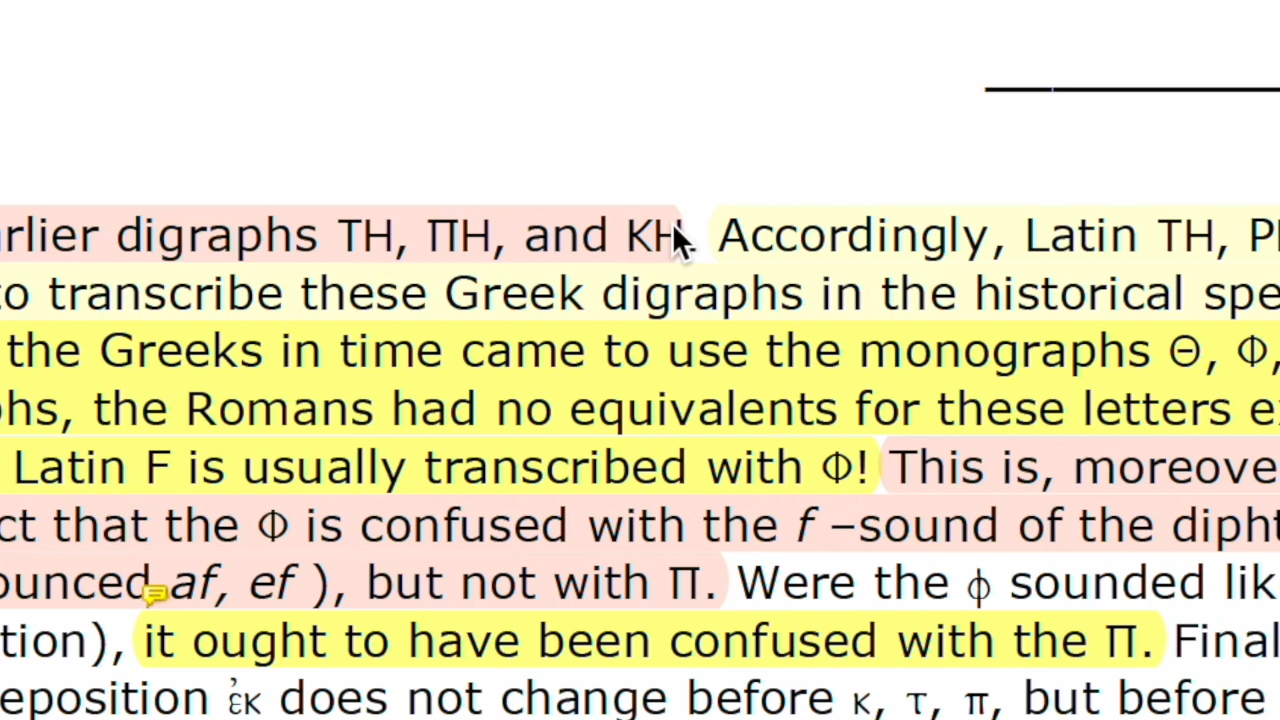 rlier digraphs TH, ΠH, and KH Accordingly, Latin TH, P
to transcribe these Greek digraphs in the historical spe
the Greeks in time came to use the monographs Θ, Φ,
phs, the Romans had no equivalents for these letters e
Latin F is usually transcribed with Φ! This is, moreove
ct that the Φ is confused with the f –sound of the dipht
ounced af, ef ), but not with Π. Were the ϕ sounded lik
tion), it ought to have been confused with the Π. Final
eposition ἐκ does not change before κ, τ, π, but before